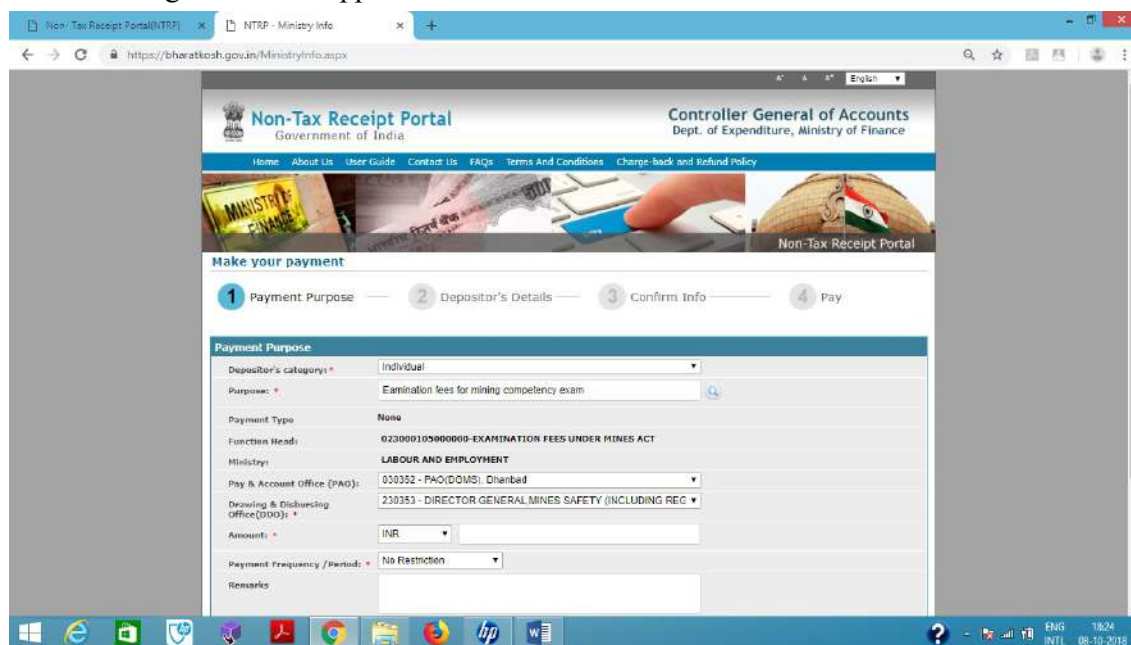 Non-Tax Receipt Portal(NTRP)
NTRP - Ministry Info
https://bharatkosh.gov.in/MinistryInfo.aspx
A- A A+ English
Non-Tax Receipt Portal
Government of India
Controller General of Accounts
Dept. of Expenditure, Ministry of Finance
Home About Us User Guide Contact Us FAQs Terms And Conditions Charge-back and Refund Policy
Non-Tax Receipt Portal
Make your payment
1 Payment Purpose 2 Depositor's Details 3 Confirm Info 4 Pay
Payment Purpose
Depositor's category: * Individual
Purpose: * Eamination fees for mining competency exam
Payment Type None
Function Head: 023000105000000-EXAMINATION FEES UNDER MINES ACT
Ministry: LABOUR AND EMPLOYMENT
Pay & Account Office (PAO): 030352 - PAO(DGMS), Dhanbad
Drawing & Disbursing Office(DDO): * 230353 - DIRECTOR GENERAL,MINES SAFETY (INCLUDING REG
Amount: * INR
Payment Frequency /Period: * No Restriction
Remarks
ENG 18:24
INTL 08-10-2018